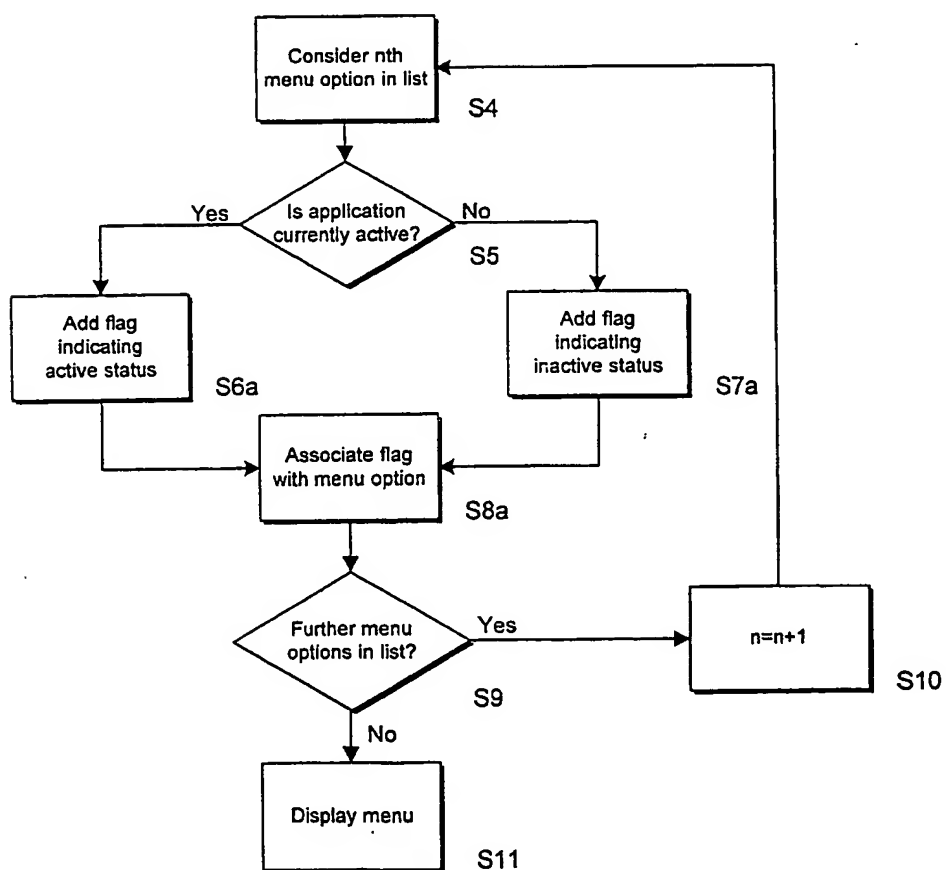 Consider nth
menu option in list
S4
Is application
currently active?
Yes
No
S5
Add flag
indicating
active status
S6a
Add flag
indicating
inactive status
S7a
Associate flag
with menu option
S8a
Further menu
options in list?
Yes
S9
n=n+1
S10
No
Display menu
S11